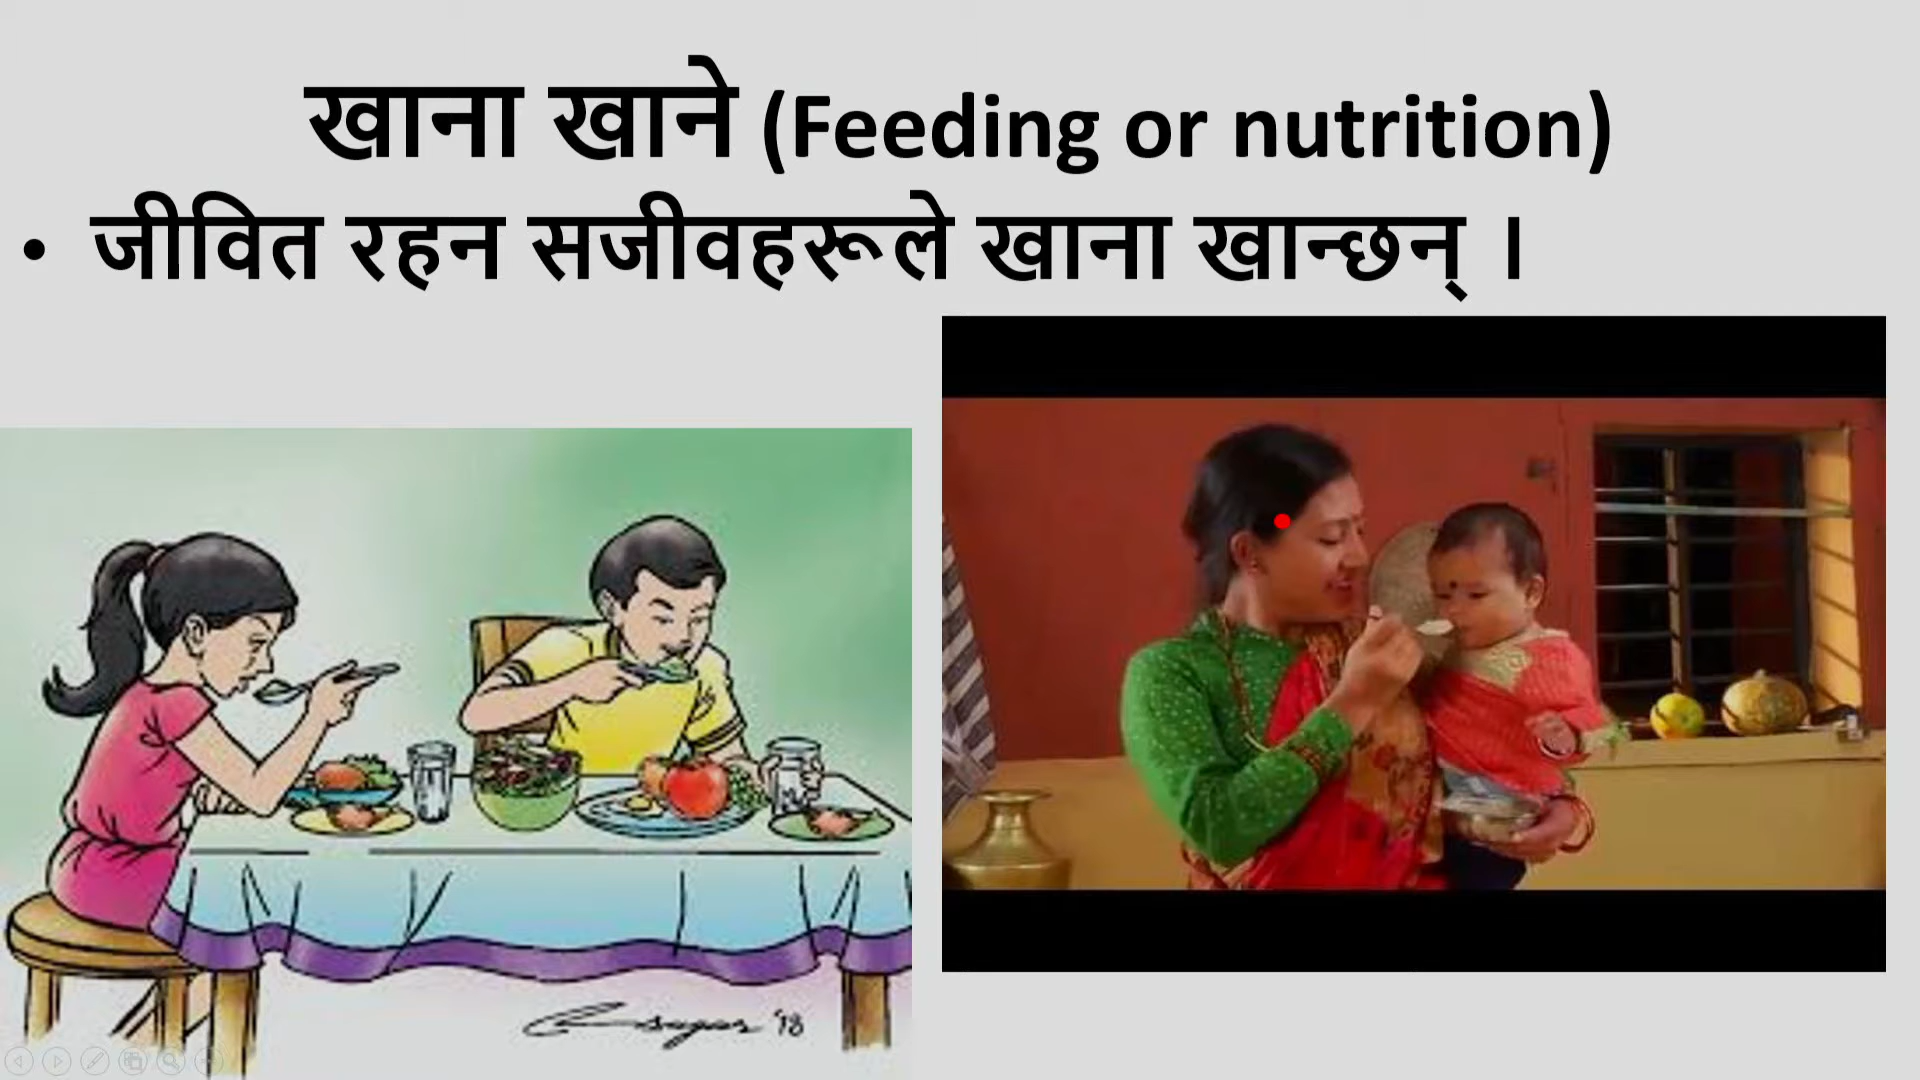 खाना खाने (Feeding or nutrition)
• जीवित रहन सजीवहरूले खाना खान्छन् ।